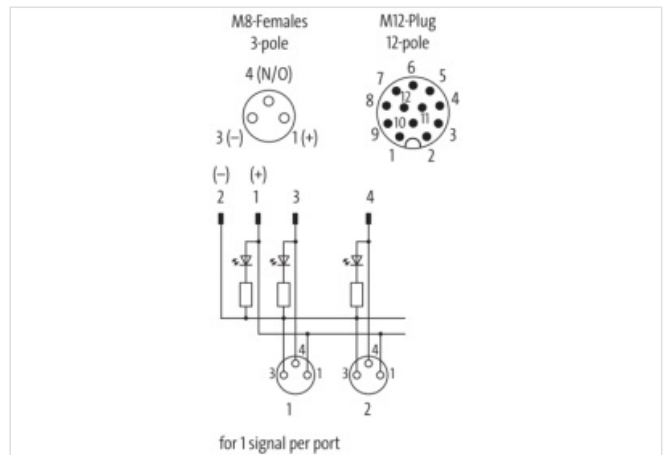 M8-Females M12-Plug
3-pole 12-pole
4 (N/O) 6
7 5
8 12 4
3 (–) 1 (+) 10 11
9 3
1 2
(–) (+)
2 1 3 4
4 4
3 1 3 1
1 2
for 1 signal per port